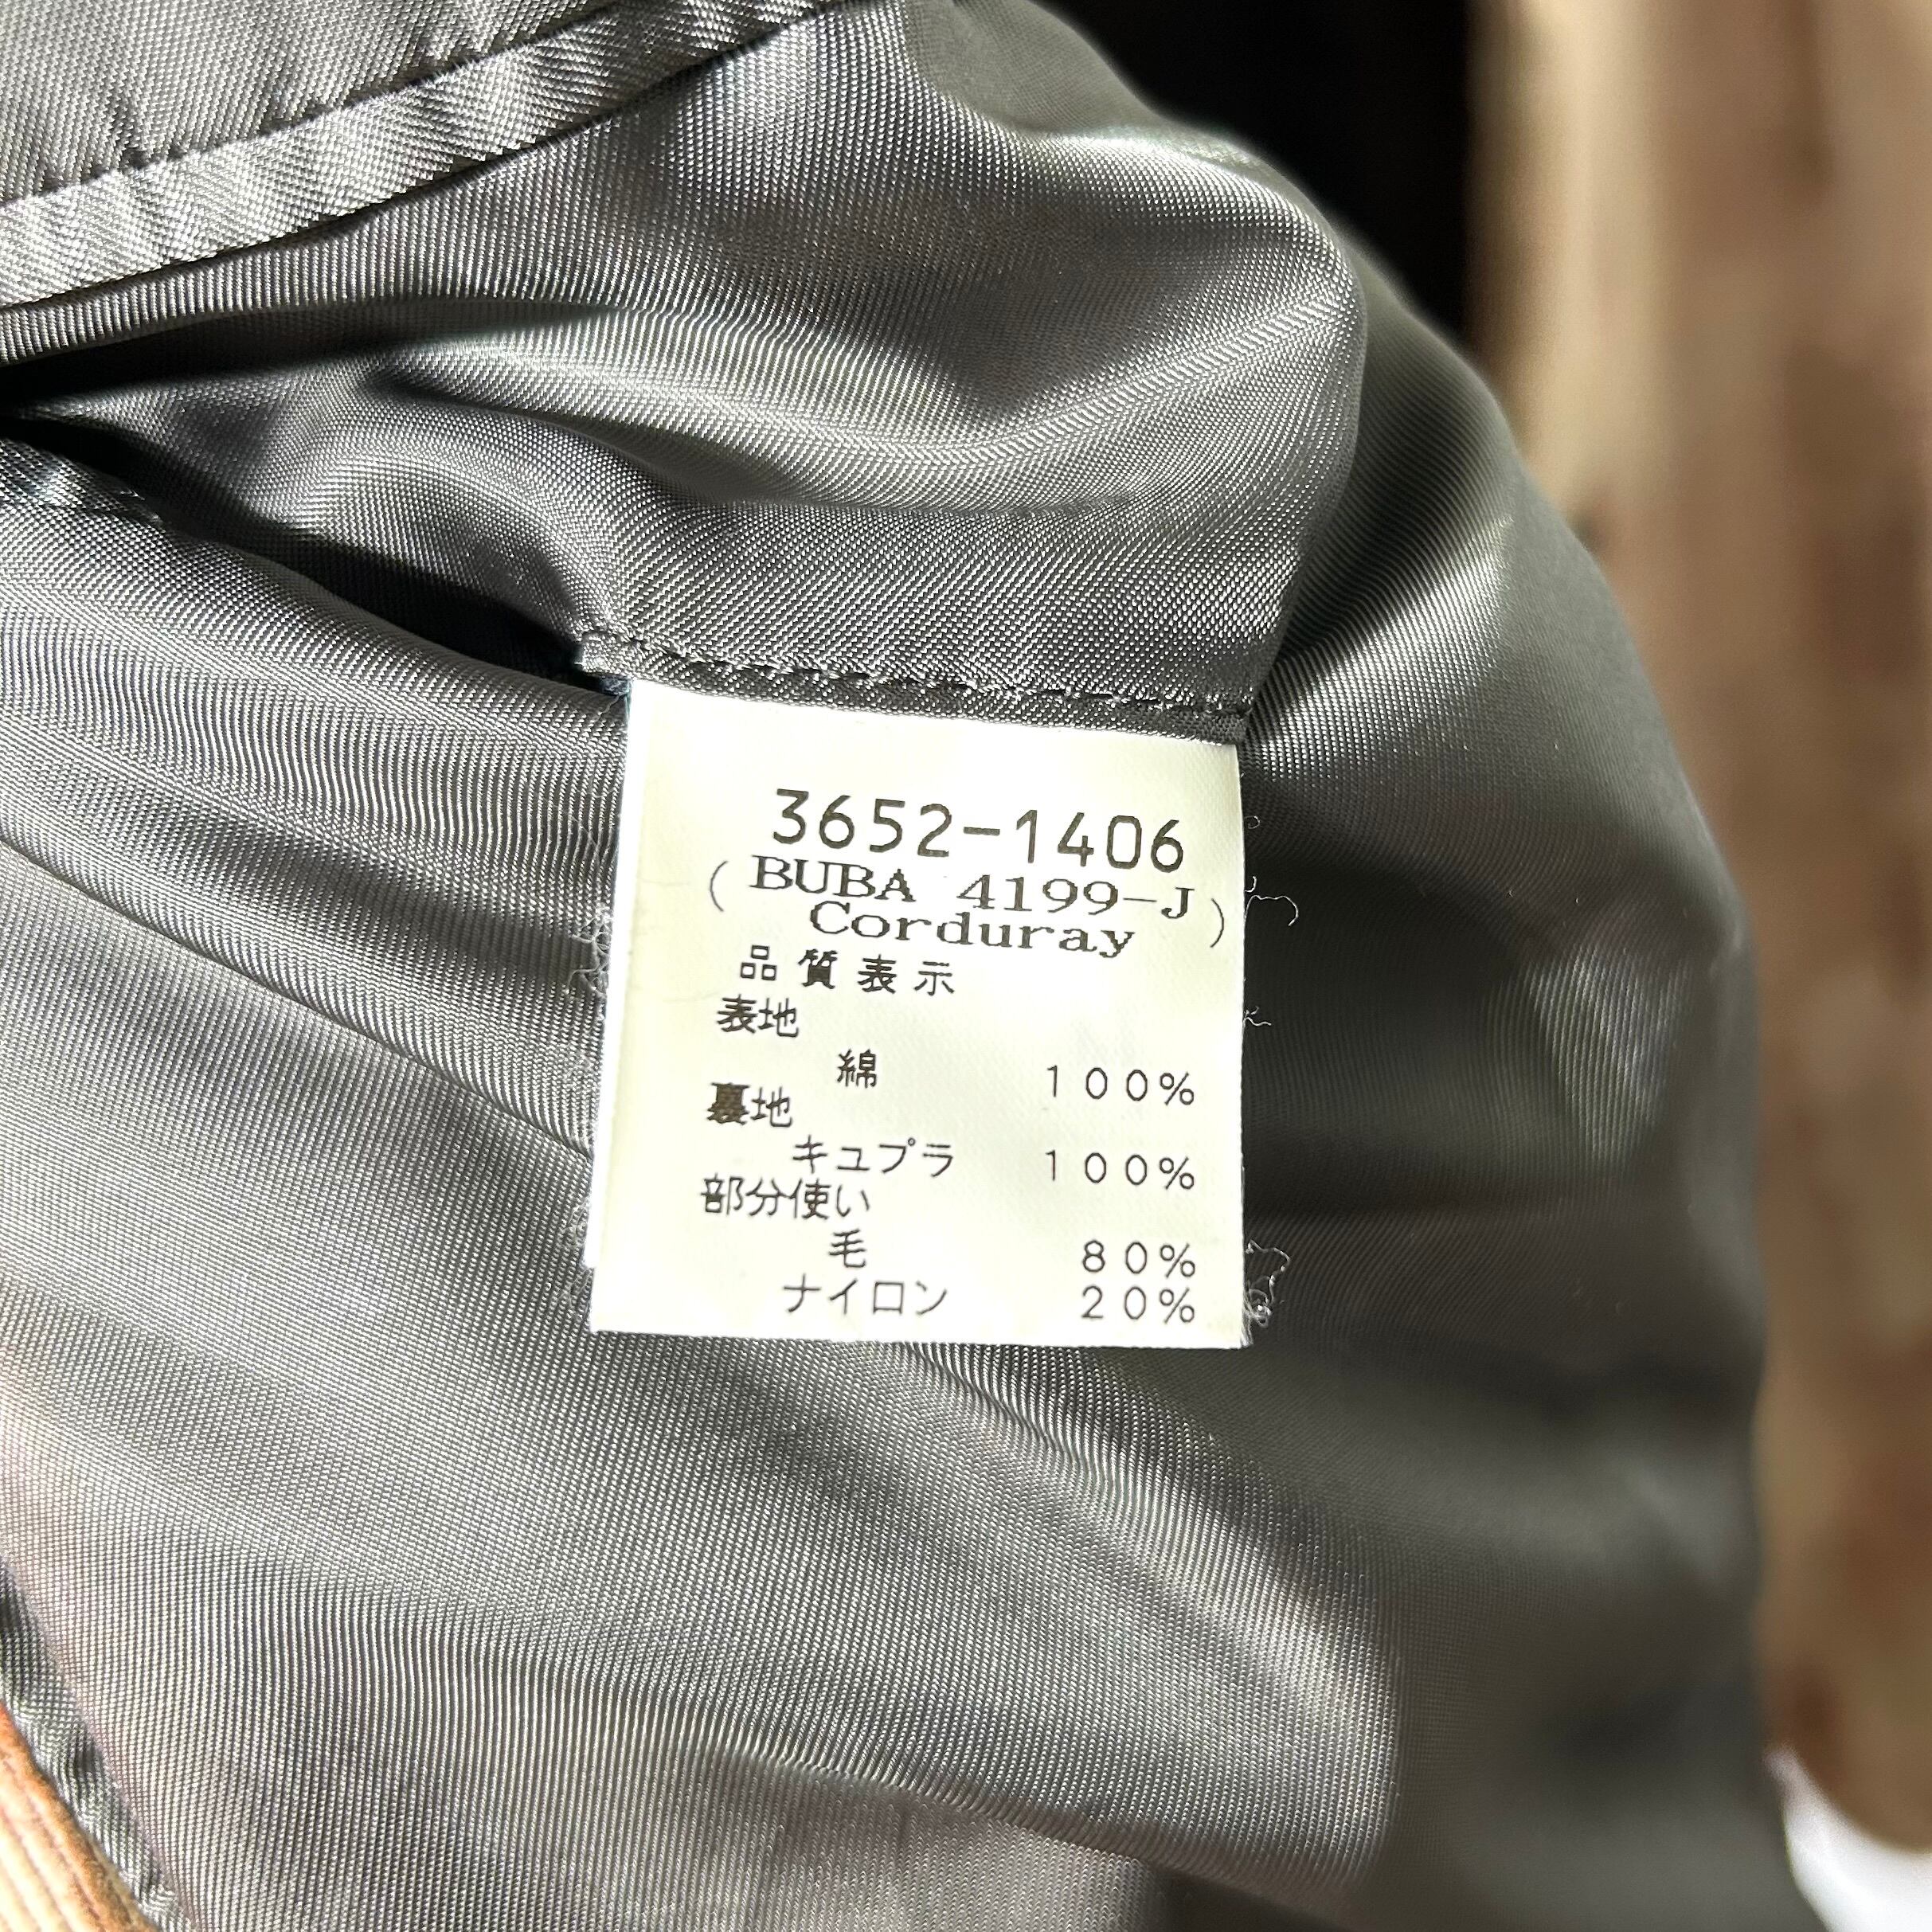 3652-1406
(BUBA 4199-J
Corduray)
品質表示
表地
綿 100%
裏地
キュプラ 100%
部分使い
毛 80%
ナイロン 20%